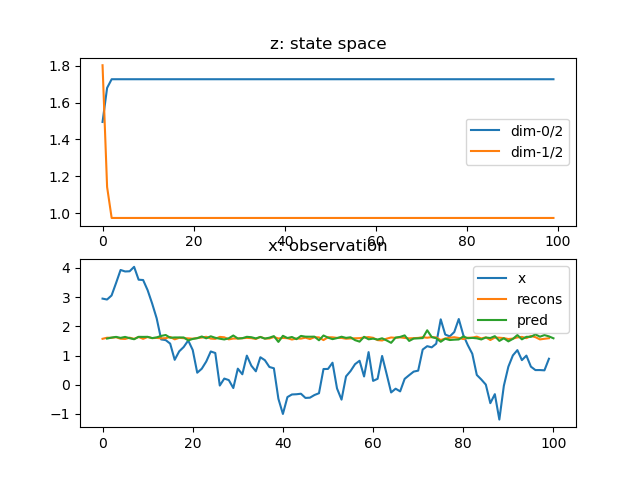 z: state space
1.8
1.6
1.4
1.2
1.0
dim-0/2
dim-1/2
0 20 40 60 80 100
x: observation
4
3
2
1
0
−1
x
recons
pred
0 20 40 60 80 100